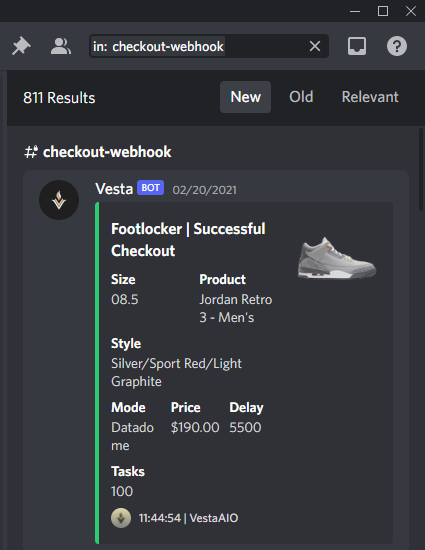 in: checkout-webhook
811 Results
New Old Relevant
checkout-webhook
Vesta BOT 02/20/2021
Footlocker | Successful
Checkout
Size Product
08.5 Jordan Retro
3 - Men's
Style
Silver/Sport Red/Light
Graphite
Mode Price Delay
Datado $190.00 5500
me
Tasks
100
11:44:54 | VestaAIO